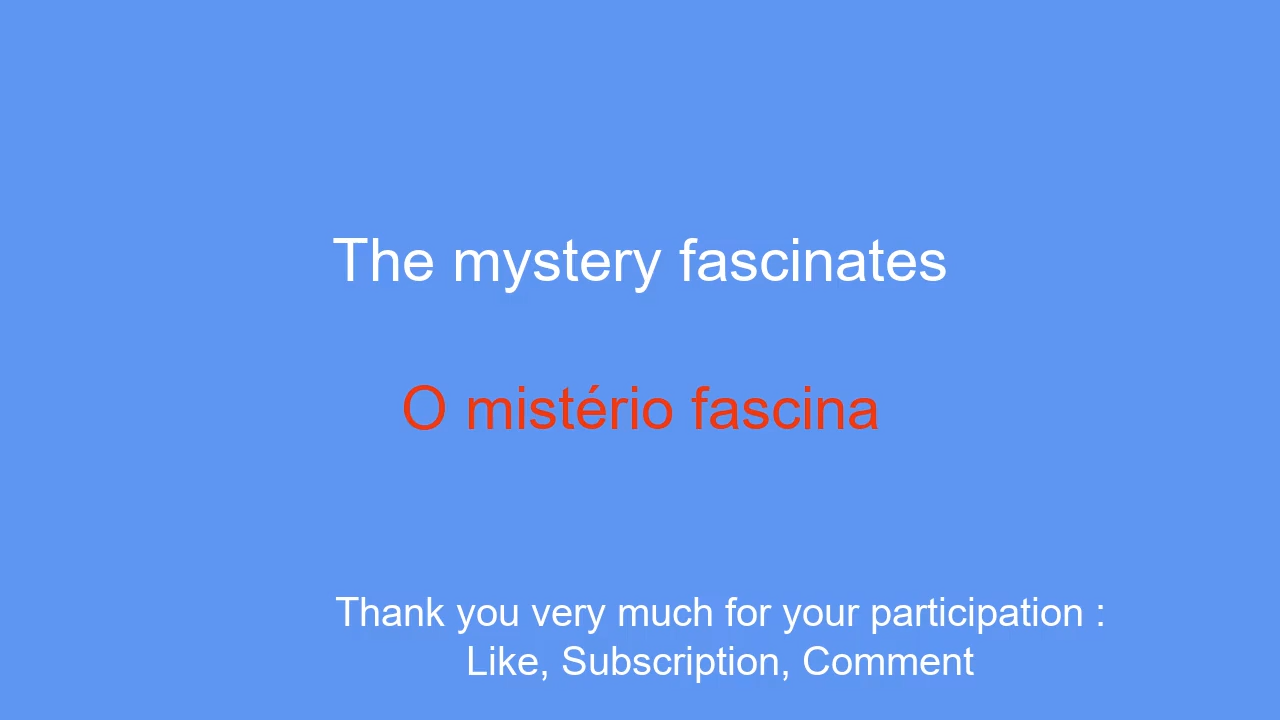 The mystery fascinates
O mistério fascina
Thank you very much for your participation :
Like, Subscription, Comment